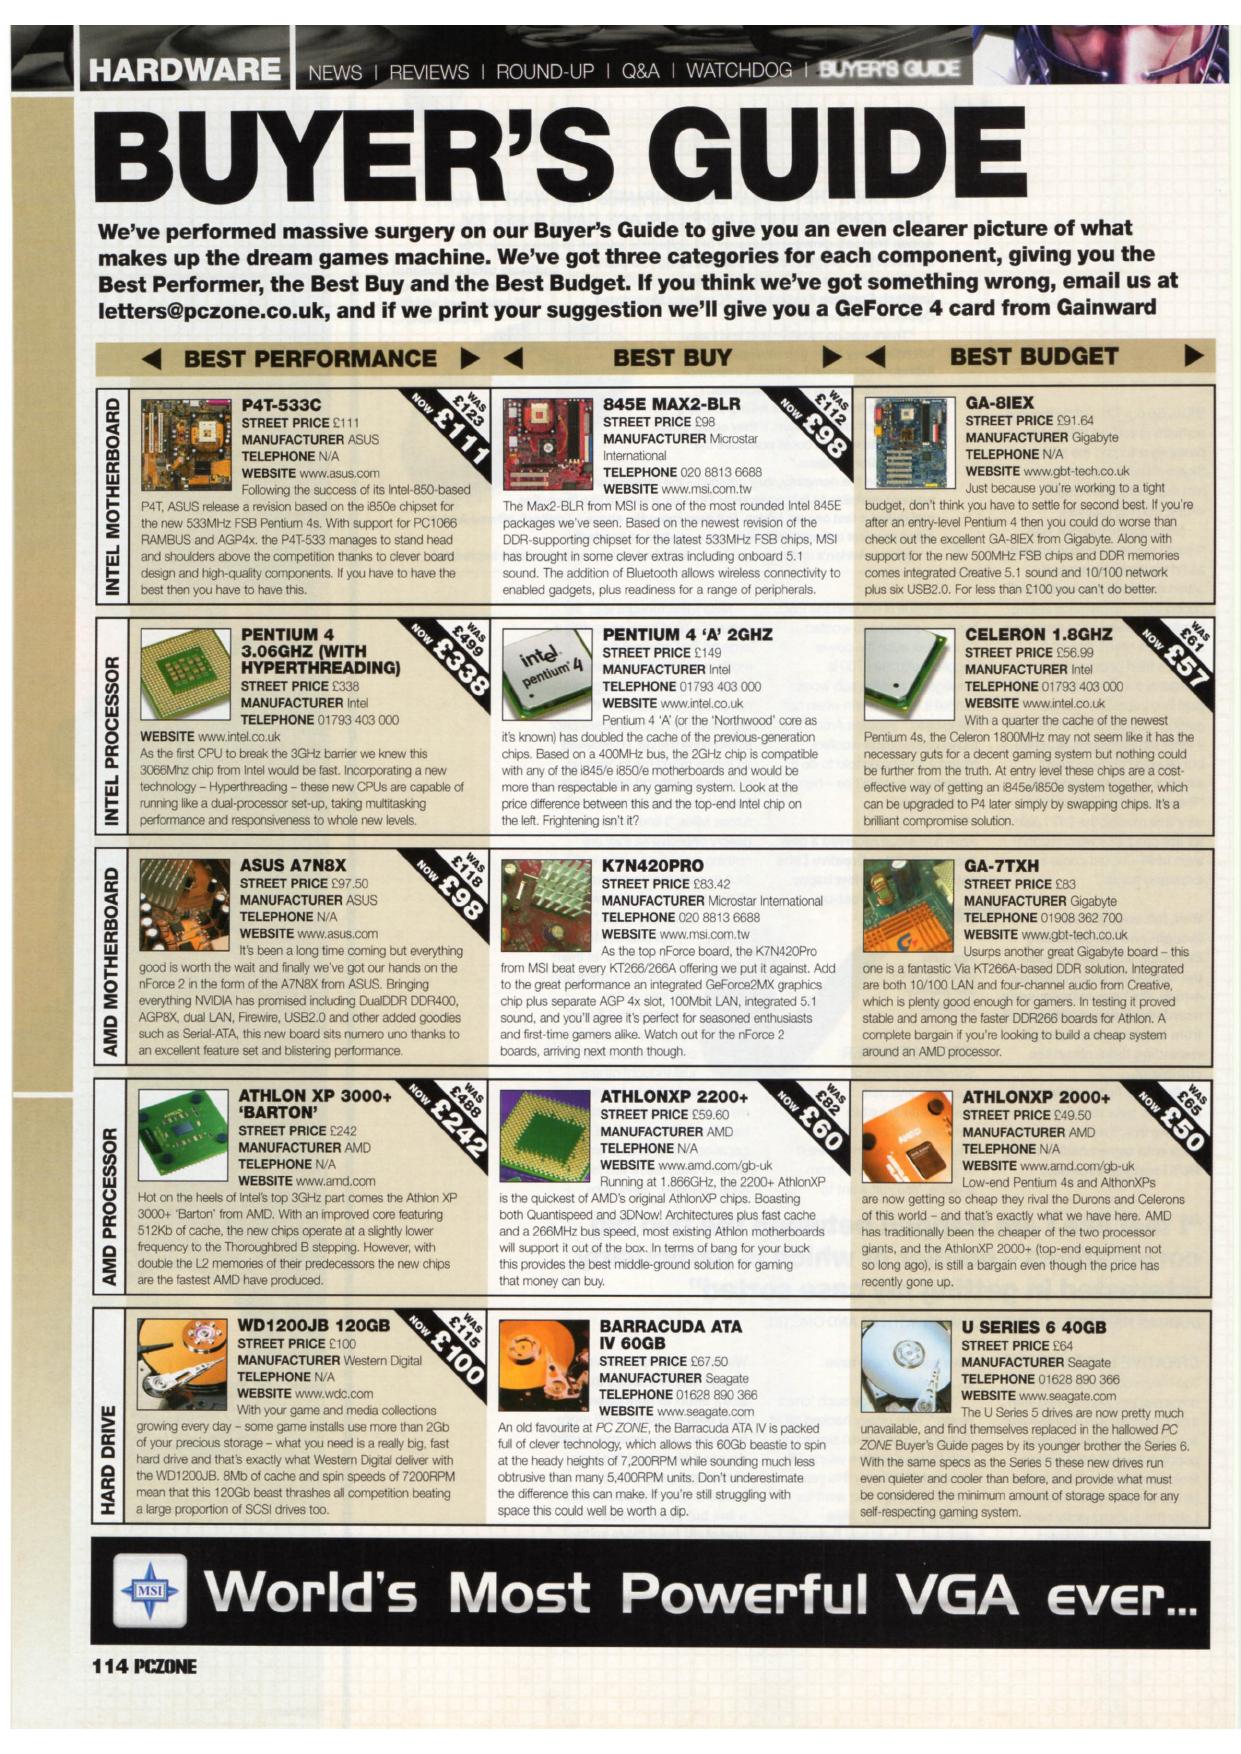 HARDWARE NEWS | REVIEWS | ROUND-UP | Q&A | WATCHDOG | BUYER'S GUIDE
BUYER'S GUIDE
We've performed massive surgery on our Buyer's Guide to give you an even clearer picture of what
makes up the dream games machine. We've got three categories for each component, giving you the
Best Performer, the Best Buy and the Best Budget. If you think we've got something wrong, email us at
letters@pczone.co.uk, and if we print your suggestion we'll give you a GeForce 4 card from Gainward
BEST PERFORMANCE
BEST BUY
BEST BUDGET
INTEL MOTHERBOARD
P4T-533C
STREET PRICE £111
MANUFACTURER ASUS
TELEPHONE N/A
WEBSITE www.asus.com
Following the success of its Intel-850-based
P4T, ASUS release a revision based on the i850e chipset for
the new 533MHz FSB Pentium 4s. With support for PC1066
RAMBUS and AGP4x. the P4T-533 manages to stand head
and shoulders above the competition thanks to clever board
design and high-quality components. If you have to have the
best then you have to have this.
WAS
£123
NOW £111
845E MAX2-BLR
STREET PRICE £98
MANUFACTURER Microstar
International
TELEPHONE 020 8813 6688
WEBSITE www.msi.com.tw
The Max2-BLR from MSI is one of the most rounded Intel 845E
packages we've seen. Based on the newest revision of the
DDR-supporting chipset for the latest 533MHz FSB chips, MSI
has brought in some clever extras including onboard 5.1
sound. The addition of Bluetooth allows wireless connectivity to
enabled gadgets, plus readiness for a range of peripherals.
WAS
£112
NOW £98
GA-8IEX
STREET PRICE £91.64
MANUFACTURER Gigabyte
TELEPHONE N/A
WEBSITE www.gbt-tech.co.uk
Just because you're working to a tight
budget, don't think you have to settle for second best. If you're
after an entry-level Pentium 4 then you could do worse than
check out the excellent GA-8IEX from Gigabyte. Along with
support for the new 500MHz FSB chips and DDR memories
comes integrated Creative 5.1 sound and 10/100 network
plus six USB2.0. For less than £100 you can't do better.
INTEL PROCESSOR
PENTIUM 4
3.06GHZ (WITH
HYPERTHREADING)
STREET PRICE £338
MANUFACTURER Intel
TELEPHONE 01793 403 000
WEBSITE www.intel.co.uk
As the first CPU to break the 3GHz barrier we knew this
3066Mhz chip from Intel would be fast. Incorporating a new
technology – Hyperthreading – these new CPUs are capable of
running like a dual-processor set-up, taking multitasking
performance and responsiveness to whole new levels.
WAS
£499
NOW £338
intel
pentium 4
PENTIUM 4 'A' 2GHZ
STREET PRICE £149
MANUFACTURER Intel
TELEPHONE 01793 403 000
WEBSITE www.intel.co.uk
Pentium 4 'A' (or the 'Northwood' core as
it's known) has doubled the cache of the previous-generation
chips. Based on a 400MHz bus, the 2GHz chip is compatible
with any of the i845/e i850/e motherboards and would be
more than respectable in any gaming system. Look at the
price difference between this and the top-end Intel chip on
the left. Frightening isn't it?
CELERON 1.8GHZ
STREET PRICE £56.99
MANUFACTURER Intel
TELEPHONE 01793 403 000
WEBSITE www.intel.co.uk
With a quarter the cache of the newest
Pentium 4s, the Celeron 1800MHz may not seem like it has the
necessary guts for a decent gaming system but nothing could
be further from the truth. At entry level these chips are a cost-
effective way of getting an i845e/i850e system together, which
can be upgraded to P4 later simply by swapping chips. It's a
brilliant compromise solution.
WAS
£61
NOW £57
AMD MOTHERBOARD
ASUS A7N8X
STREET PRICE £97.50
MANUFACTURER ASUS
TELEPHONE N/A
WEBSITE www.asus.com
It's been a long time coming but everything
good is worth the wait and finally we've got our hands on the
nForce 2 in the form of the A7N8X from ASUS. Bringing
everything NVIDIA has promised including DualDDR DDR400,
AGP8X, dual LAN, Firewire, USB2.0 and other added goodies
such as Serial-ATA, this new board sits numero uno thanks to
an excellent feature set and blistering performance.
WAS
£118
NOW £98
K7N420PRO
STREET PRICE £83.42
MANUFACTURER Microstar International
TELEPHONE 020 8813 6688
WEBSITE www.msi.com.tw
As the top nForce board, the K7N420Pro
from MSI beat every KT266/266A offering we put it against. Add
to the great performance an integrated GeForce2MX graphics
chip plus separate AGP 4x slot, 100Mbit LAN, integrated 5.1
sound, and you'll agree it's perfect for seasoned enthusiasts
and first-time gamers alike. Watch out for the nForce 2
boards, arriving next month though.
GA-7TXH
STREET PRICE £83
MANUFACTURER Gigabyte
TELEPHONE 01908 362 700
WEBSITE www.gbt-tech.co.uk
Usurps another great Gigabyte board – this
one is a fantastic Via KT266A-based DDR solution. Integrated
are both 10/100 LAN and four-channel audio from Creative,
which is plenty good enough for gamers. In testing it proved
stable and among the faster DDR266 boards for Athlon. A
complete bargain if you're looking to build a cheap system
around an AMD processor.
AMD PROCESSOR
ATHLON XP 3000+
'BARTON'
STREET PRICE £242
MANUFACTURER AMD
TELEPHONE N/A
WEBSITE www.amd.com
Hot on the heels of Intel's top 3GHz part comes the Athlon XP
3000+ 'Barton' from AMD. With an improved core featuring
512Kb of cache, the new chips operate at a slightly lower
frequency to the Thoroughbred B stepping. However, with
double the L2 memories of their predecessors the new chips
are the fastest AMD have produced.
WAS
£488
NOW £242
ATHLONXP 2200+
STREET PRICE £59.60
MANUFACTURER AMD
TELEPHONE N/A
WEBSITE www.amd.com/gb-uk
Running at 1.866GHz, the 2200+ AthlonXP
is the quickest of AMD's original AthlonXP chips. Boasting
both Quantispeed and 3DNow! Architectures plus fast cache
and a 266MHz bus speed, most existing Athlon motherboards
will support it out of the box. In terms of bang for your buck
this provides the best middle-ground solution for gaming
that money can buy.
WAS
£82
NOW £60
ATHLONXP 2000+
STREET PRICE £49.50
MANUFACTURER AMD
TELEPHONE N/A
WEBSITE www.amd.com/gb-uk
Low-end Pentium 4s and AlthonXPs
are now getting so cheap they rival the Durons and Celerons
of this world – and that's exactly what we have here. AMD
has traditionally been the cheaper of the two processor
giants, and the AthlonXP 2000+ (top-end equipment not
so long ago), is still a bargain even though the price has
recently gone up.
WAS
£65
NOW £50
HARD DRIVE
WD1200JB 120GB
STREET PRICE £100
MANUFACTURER Western Digital
TELEPHONE N/A
WEBSITE www.wdc.com
With your game and media collections
growing every day – some game installs use more than 2Gb
of your precious storage – what you need is a really big, fast
hard drive and that's exactly what Western Digital deliver with
the WD1200JB. 8Mb of cache and spin speeds of 7200RPM
mean that this 120Gb beast thrashes all competition beating
a large proportion of SCSI drives too.
WAS
£115
NOW £100
BARRACUDA ATA
IV 60GB
STREET PRICE £67.50
MANUFACTURER Seagate
TELEPHONE 01628 890 366
WEBSITE www.seagate.com
An old favourite at PC ZONE, the Barracuda ATA IV is packed
full of clever technology, which allows this 60Gb beastie to spin
at the heady heights of 7,200RPM while sounding much less
obtrusive than many 5,400RPM units. Don't underestimate
the difference this can make. If you're still struggling with
space this could well be worth a dip.
U SERIES 6 40GB
STREET PRICE £64
MANUFACTURER Seagate
TELEPHONE 01628 890 366
WEBSITE www.seagate.com
The U Series 5 drives are now pretty much
unavailable, and find themselves replaced in the hallowed PC
ZONE Buyer's Guide pages by its younger brother the Series 6.
With the same specs as the Series 5 these new drives run
even quieter and cooler than before, and provide what must
be considered the minimum amount of storage space for any
self-respecting gaming system.
MSI
World's Most Powerful VGA ever...
114 PCZONE